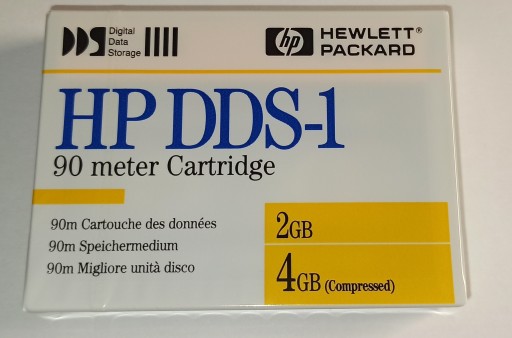 DDS Digital
Data
Storage
hp HEWLETT®
PACKARD
HP DDS-1
90 meter Cartridge
90m Cartouche des données
90m Speichermedium
90m Migliore unità disco
2GB
4GB (Compressed)